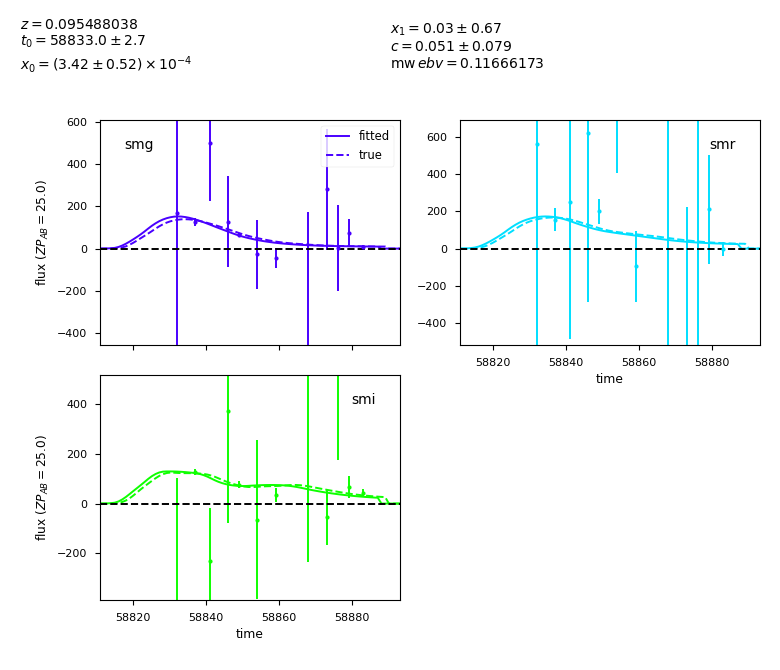 z = 0.095488038
t₀ = 58833.0 ± 2.7
x₀ = (3.42 ± 0.52) × 10⁻⁴
x₁ = 0.03 ± 0.67
c = 0.051 ± 0.079
mw ebv = 0.11666173
smg
fitted
true
600
400
200
0
−200
−400
flux (ZP_AB = 25.0)
smr
600
400
200
0
−200
−400
58820
58840
58860
58880
time
smi
400
200
0
−200
flux (ZP_AB = 25.0)
58820
58840
58860
58880
time